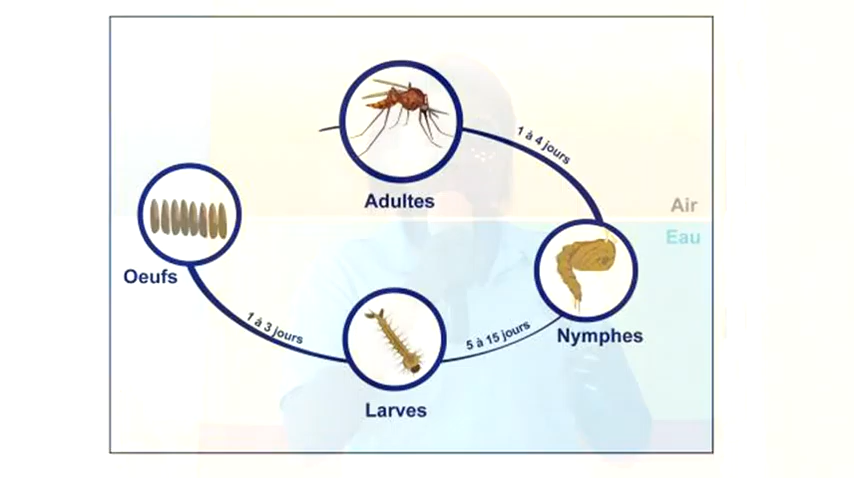 1 à 4 jours
Adultes
Air
Eau
Oeufs
1 à 3 jours
5 à 15 jours
Nymphes
Larves